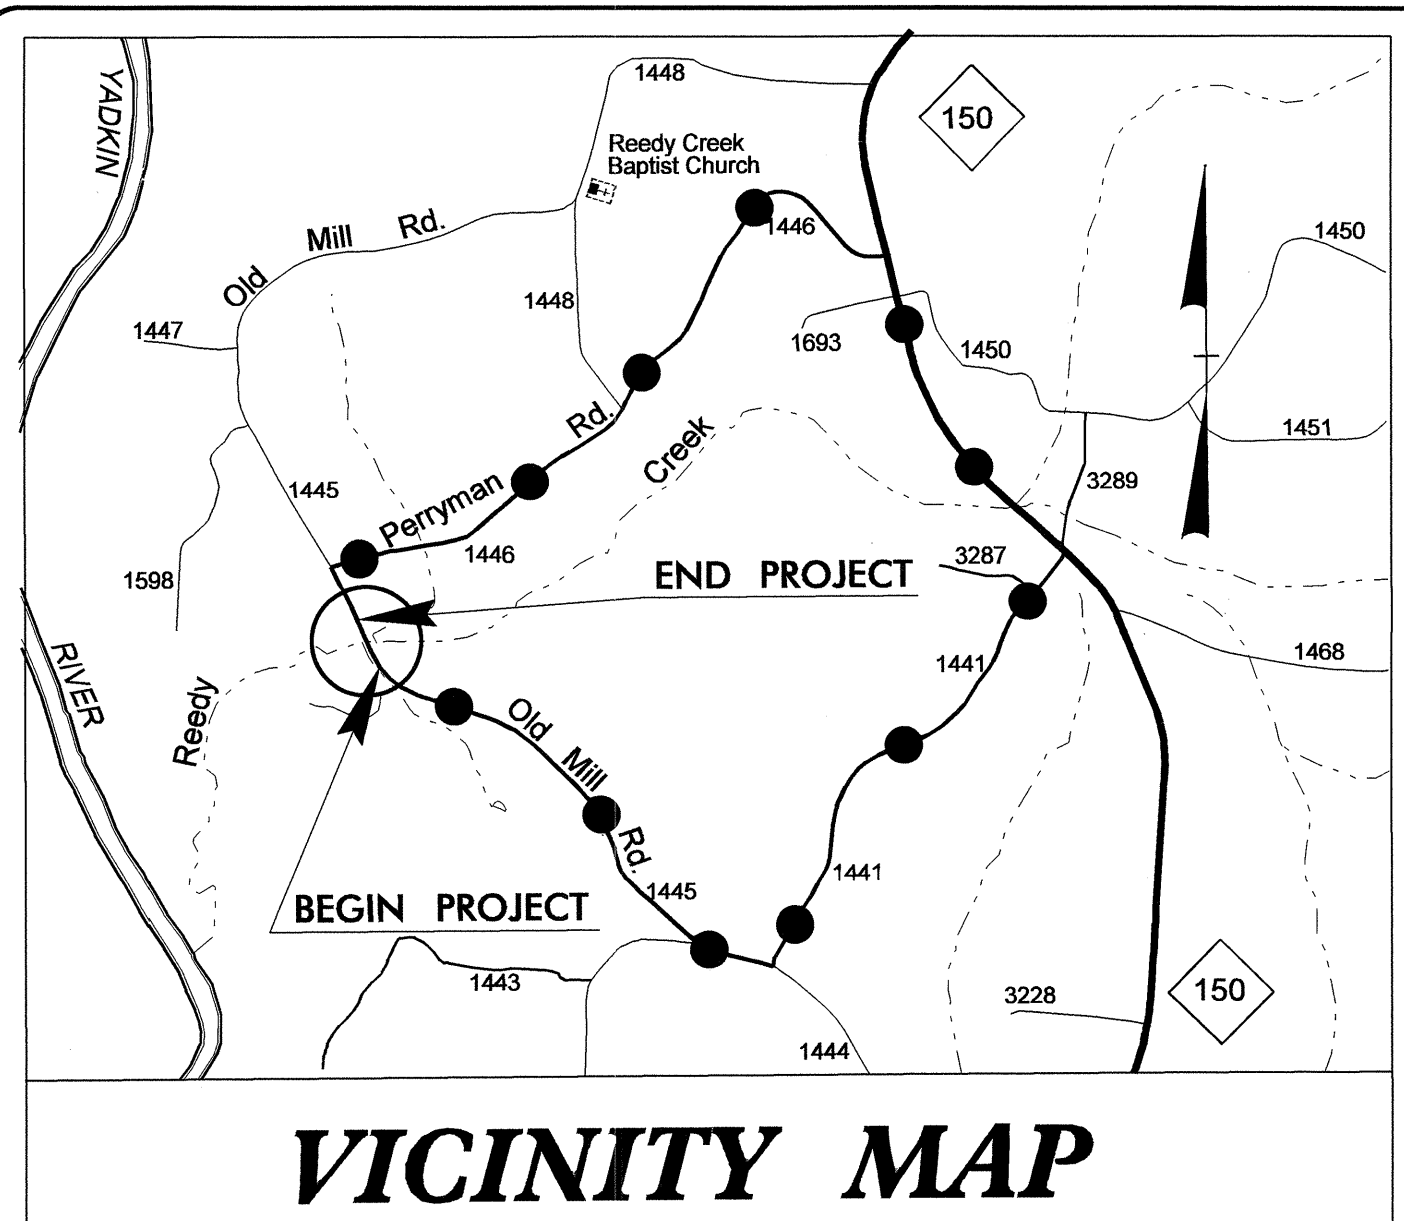 1448
YADKIN
150
Reedy Creek
Baptist Church
Old Mill Rd.
1446
1450
1448
1447
1693
1450
Perryman Rd.
Creek
1451
1445
3289
1446
3287
1598
END PROJECT
1468
RIVER
1441
Reedy
Old Mill Rd.
1441
1445
BEGIN PROJECT
1443
3228
150
1444
VICINITY MAP